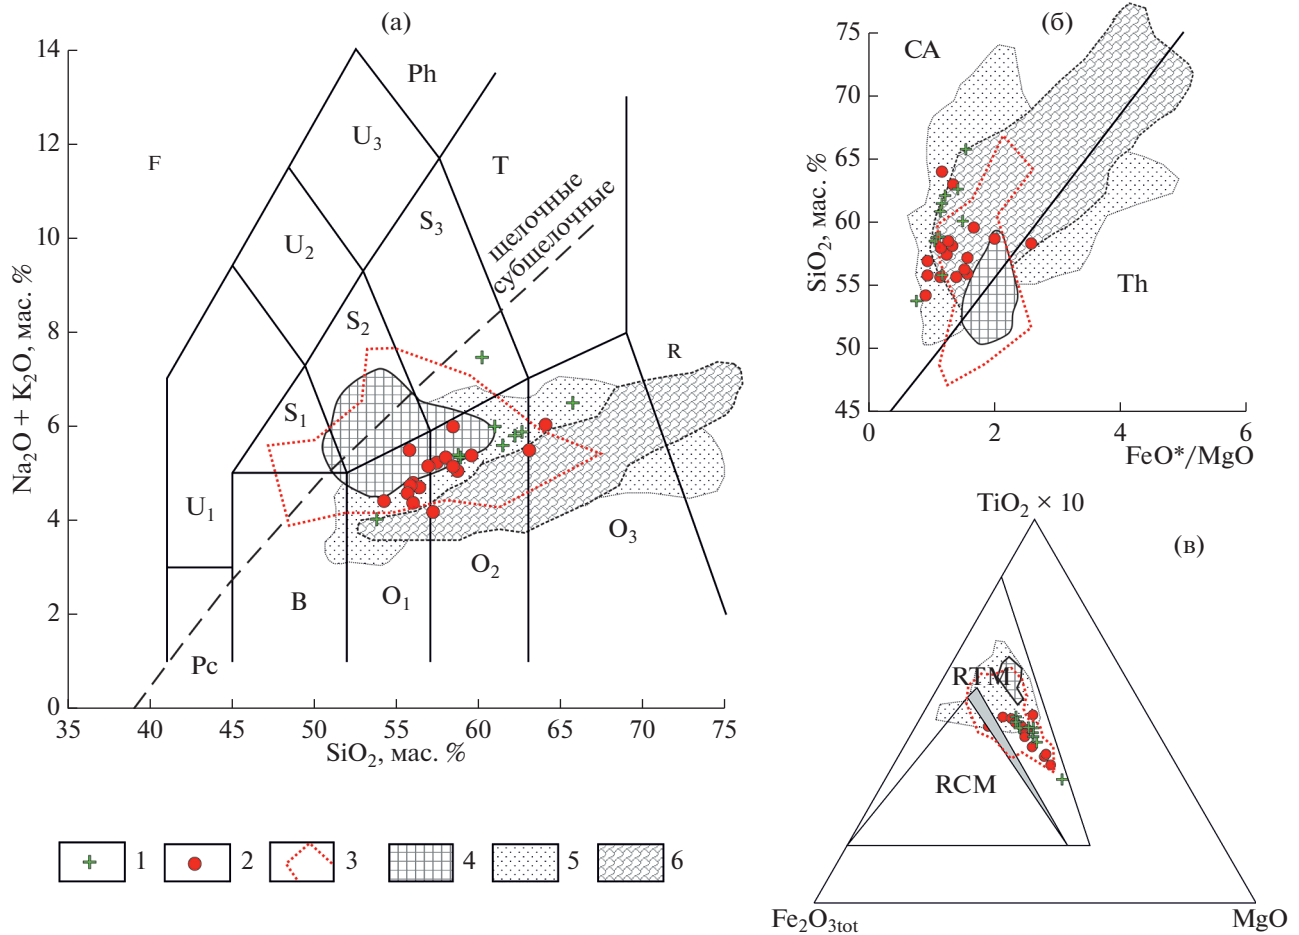 (а)
14
12
10
8
6
4
2
0
35
40
45
50
55
60
65
70
75
Na₂O + K₂O, мас. %
SiO₂, мас. %
F
Ph
U₃
T
U₂
S₃
щелочные
субщелочные
S₂
S₁
R
U₁
O₃
O₂
B
O₁
Pc
(б)
75
70
65
60
55
50
45
0
2
4
6
SiO₂, мас. %
FeO*/MgO
CA
Th
(в)
TiO₂ × 10
RTM
RCM
Fe₂O₃tot
MgO
1
2
3
4
5
6